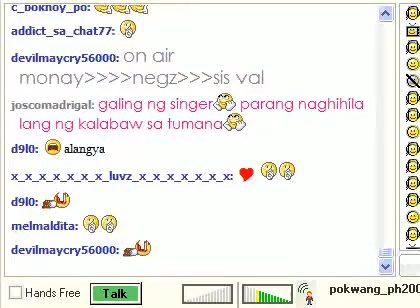 c_boknoy_po:
addict_sa_chat77:
devilmaycry56000: on air
monay>>>>negz>>>sis val
joscomadrigal: galing ng singer parang naghihila
lang ng kalabaw sa tumana
d9l0: alangya
x_x_x_x_x_x_x_luvz_x_x_x_x_x_x_x:
d9l0:
melmaldita:
devilmaycry56000:
Hands Free Talk pokwang_ph200